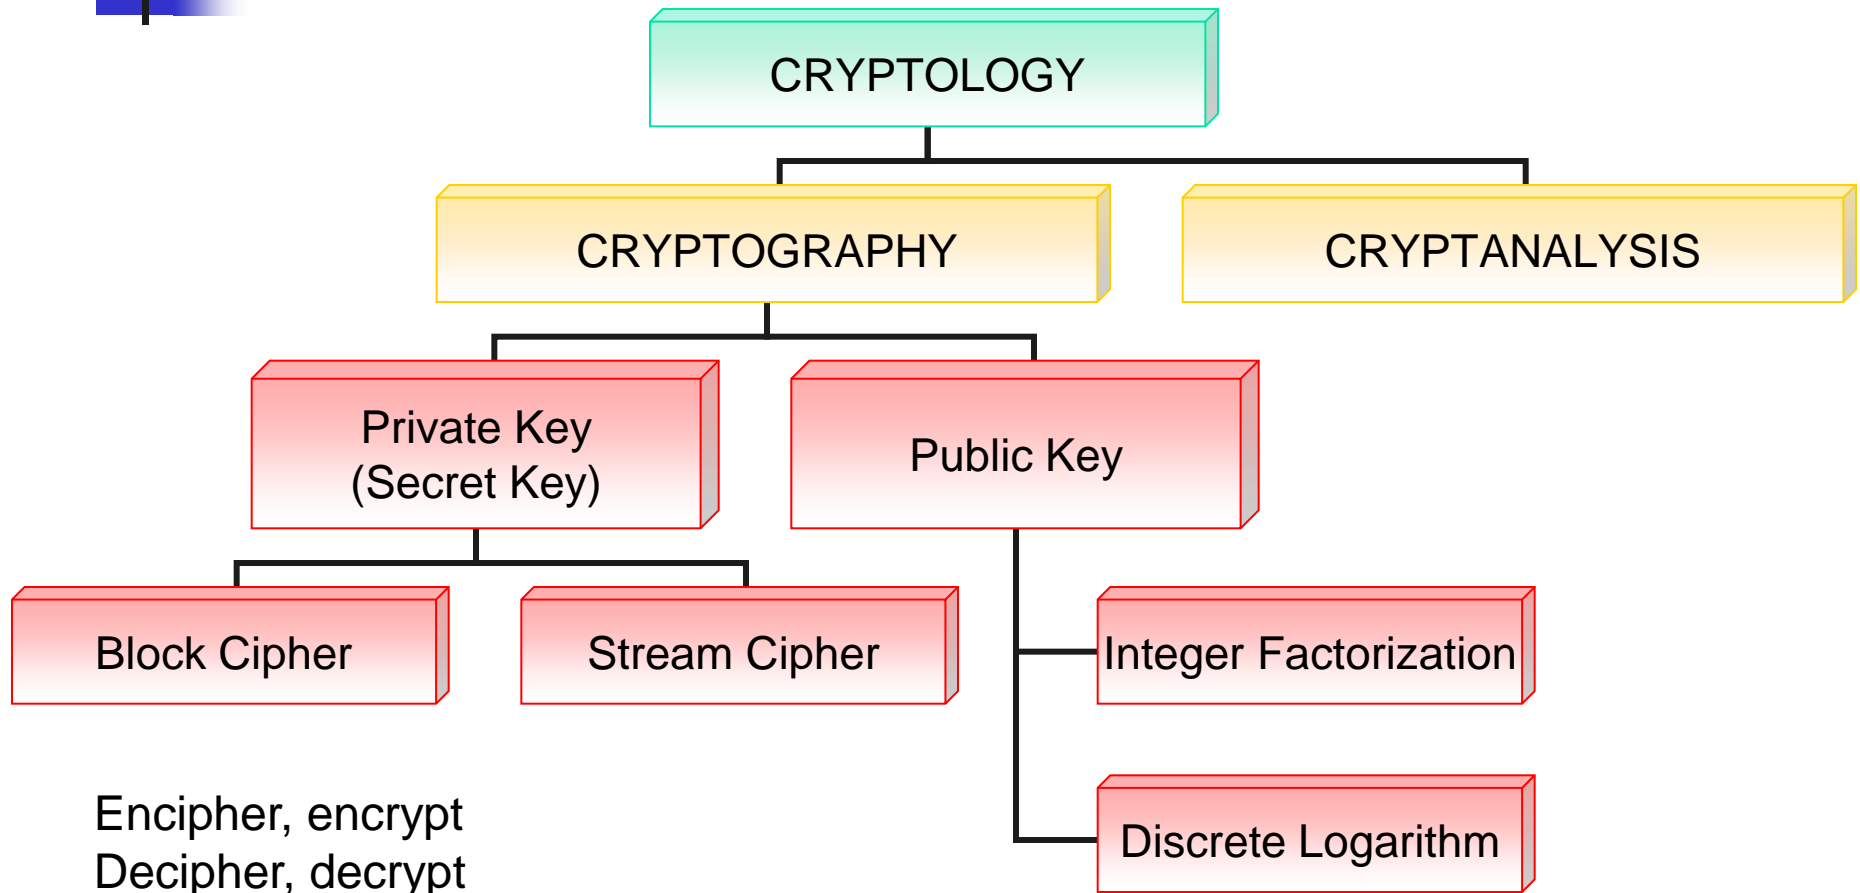 CRYPTOLOGY
CRYPTOGRAPHY
CRYPTANALYSIS
Private Key
(Secret Key)
Public Key
Block Cipher
Stream Cipher
Integer Factorization
Discrete Logarithm
Encipher, encrypt
Decipher, decrypt